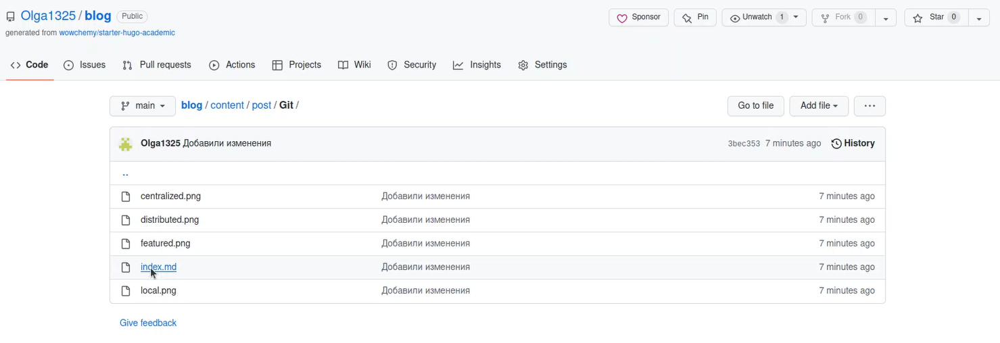 Olga1325 / blog Public Sponsor Pin Unwatch 1 Fork 0 Star 0
generated from wowchemy/starter-hugo-academic
Code Issues Pull requests Actions Projects Wiki Security Insights Settings
main blog / content / post / Git / Go to file Add file ...
Olga1325 Добавили изменения 3bec353 7 minutes ago History
..
centralized.png Добавили изменения 7 minutes ago
distributed.png Добавили изменения 7 minutes ago
featured.png Добавили изменения 7 minutes ago
index.md Добавили изменения 7 minutes ago
local.png Добавили изменения 7 minutes ago
Give feedback